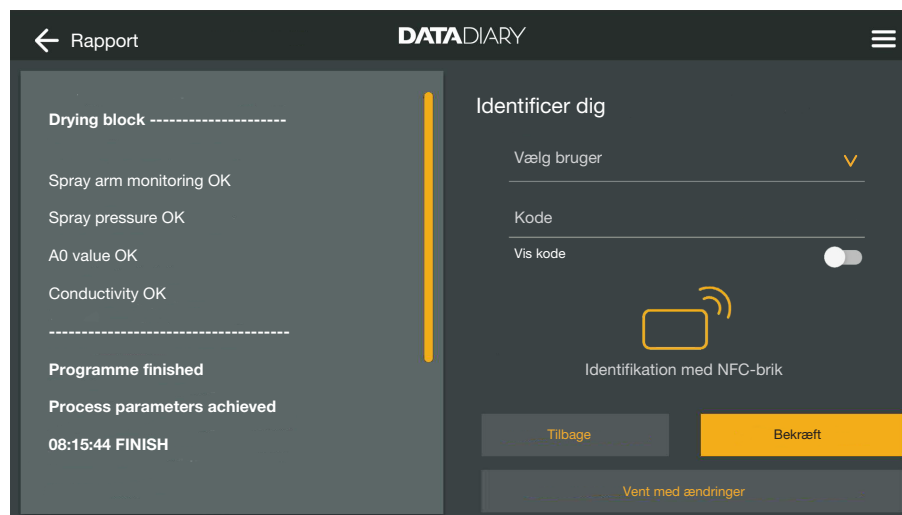 Rapport
DATADIARY
Drying block ---------------------
Spray arm monitoring OK
Spray pressure OK
A0 value OK
Conductivity OK
-------------------------------------
Programme finished
Process parameters achieved
08:15:44 FINISH
Identificer dig
Vælg bruger
Kode
Vis kode
Identifikation med NFC-brik
Tilbage
Bekræft
Vent med ændringer